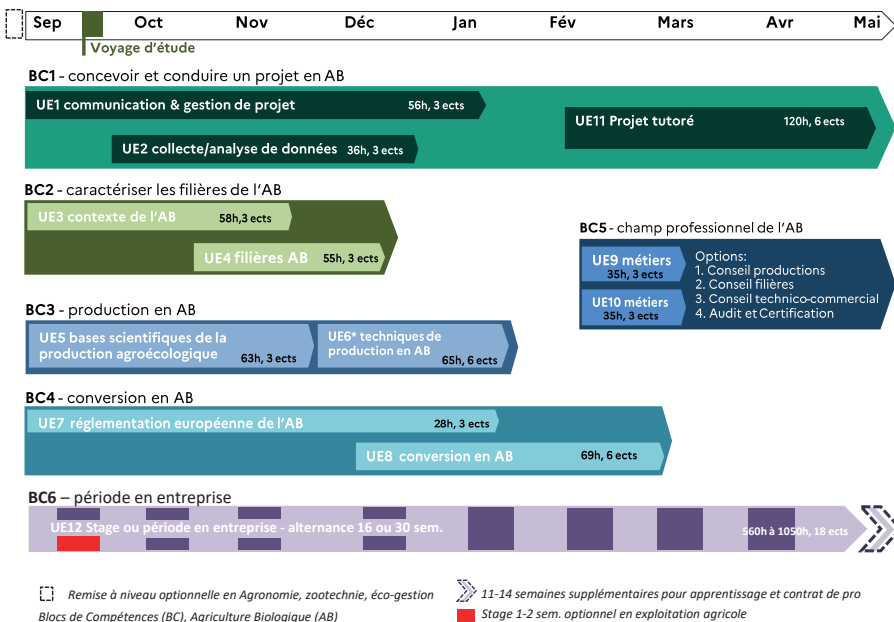 Sep Oct Nov Déc Jan Fév Mars Avr Mai
Voyage d'étude
BC1 - concevoir et conduire un projet en AB
UE1 communication & gestion de projet 56h, 3 ects
UE11 Projet tutoré 120h, 6 ects
UE2 collecte/analyse de données 36h, 3 ects
BC2 - caractériser les filières de l'AB
UE3 contexte de l'AB 58h,3 ects
UE4 filières AB 55h, 3 ects
BC5 - champ professionnel de l'AB
UE9 métiers
35h, 3 ects
UE10 métiers
35h, 3 ects
Options:
1. Conseil productions
2. Conseil filières
3. Conseil technico-commercial
4. Audit et Certification
BC3 - production en AB
UE5 bases scientifiques de la
production agroécologique 63h, 3 ects
UE6* techniques de
production en AB
65h, 6 ects
BC4 - conversion en AB
UE7 réglementation européenne de l'AB 28h, 3 ects
UE8 conversion en AB 69h, 6 ects
BC6 – période en entreprise
UE12 Stage ou période en entreprise - alternance 16 ou 30 sem. 560h à 1050h, 18 ects
Remise à niveau optionnelle en Agronomie, zootechnie, éco-gestion
Blocs de Compétences (BC), Agriculture Biologique (AB)
11-14 semaines supplémentaires pour apprentissage et contrat de pro
Stage 1-2 sem. optionnel en exploitation agricole